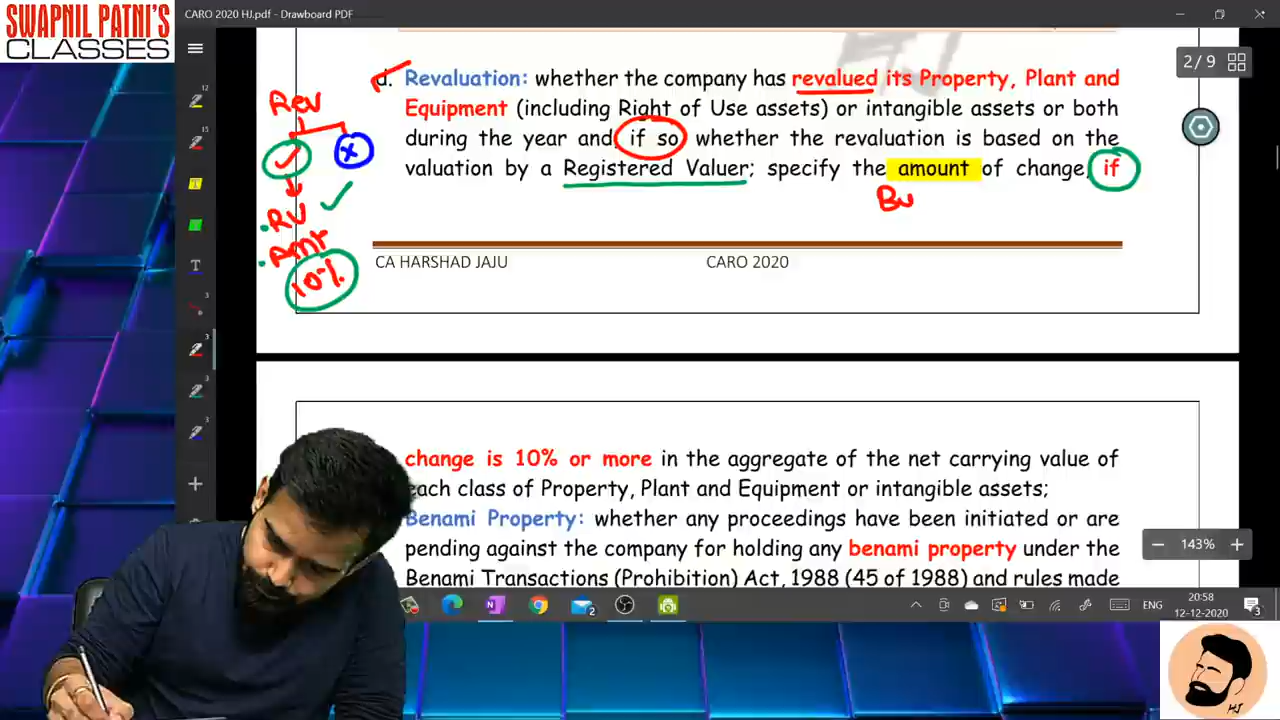 SWAPNIL PATNI'S
CLASSES
CARO 2020 HJ.pdf - Drawboard PDF
2 / 9
d. Revaluation: whether the company has revalued its Property, Plant and
Equipment (including Right of Use assets) or intangible assets or both
during the year and, if so whether the revaluation is based on the
valuation by a Registered Valuer; specify the amount of change, if
Rev
RV
Amt
10%
CA HARSHAD JAJU CARO 2020
change is 10% or more in the aggregate of the net carrying value of
each class of Property, Plant and Equipment or intangible assets;
Benami Property: whether any proceedings have been initiated or are
pending against the company for holding any benami property under the
Benami Transactions (Prohibition) Act, 1988 (45 of 1988) and rules made
143%
ENG
20:58
12-12-2020
HJ